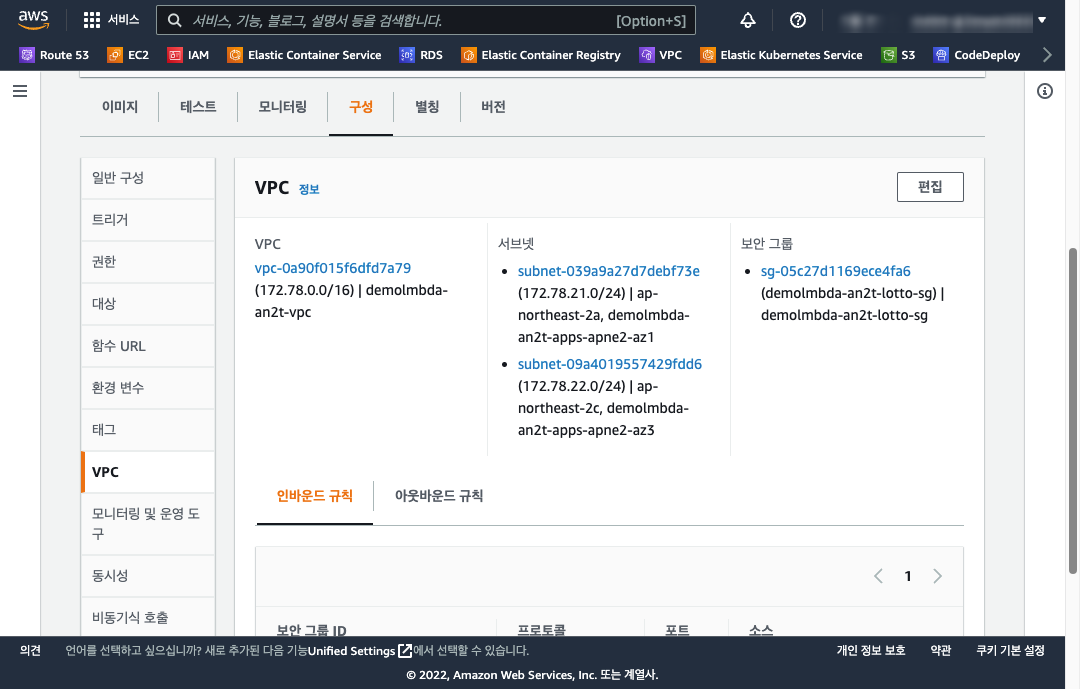 aws
서비스
서비스, 기능, 블로그, 설명서 등을 검색합니다.
[Option+S]
Route 53
EC2
IAM
Elastic Container Service
RDS
Elastic Container Registry
VPC
Elastic Kubernetes Service
S3
CodeDeploy
이미지
테스트
모니터링
구성
별칭
버전
일반 구성
트리거
권한
대상
함수 URL
환경 변수
태그
VPC
모니터링 및 운영 도
구
동시성
비동기식 호출
VPC 정보
편집
VPC
vpc-0a90f015f6dfd7a79
(172.78.0.0/16) | demolmbda-
an2t-vpc
서브넷
subnet-039a9a27d7debf73e
(172.78.21.0/24) | ap-
northeast-2a, demolmbda-
an2t-apps-apne2-az1
subnet-09a4019557429fdd6
(172.78.22.0/24) | ap-
northeast-2c, demolmbda-
an2t-apps-apne2-az3
보안 그룹
sg-05c27d1169ece4fa6
(demolmbda-an2t-lotto-sg) |
demolmbda-an2t-lotto-sg
인바운드 규칙
아웃바운드 규칙
1
보안 그룹 ID
프로토콜
포트
소스
의견
언어를 선택하고 싶으십니까? 새로 추가된 다음 기능Unified Settings에서 선택할 수 있습니다.
개인 정보 보호
약관
쿠키 기본 설정
© 2022, Amazon Web Services, Inc. 또는 계열사.